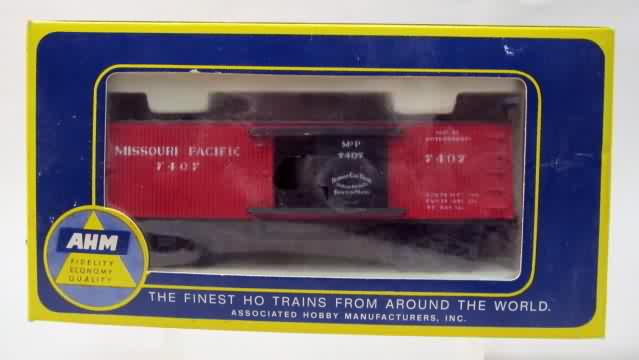 MISSOURI PACIFIC
7407
MoP
7407
7407
AHM
FIDELITY
ECONOMY
QUALITY
THE FINEST HO TRAINS FROM AROUND THE WORLD.
ASSOCIATED HOBBY MANUFACTURERS, INC.